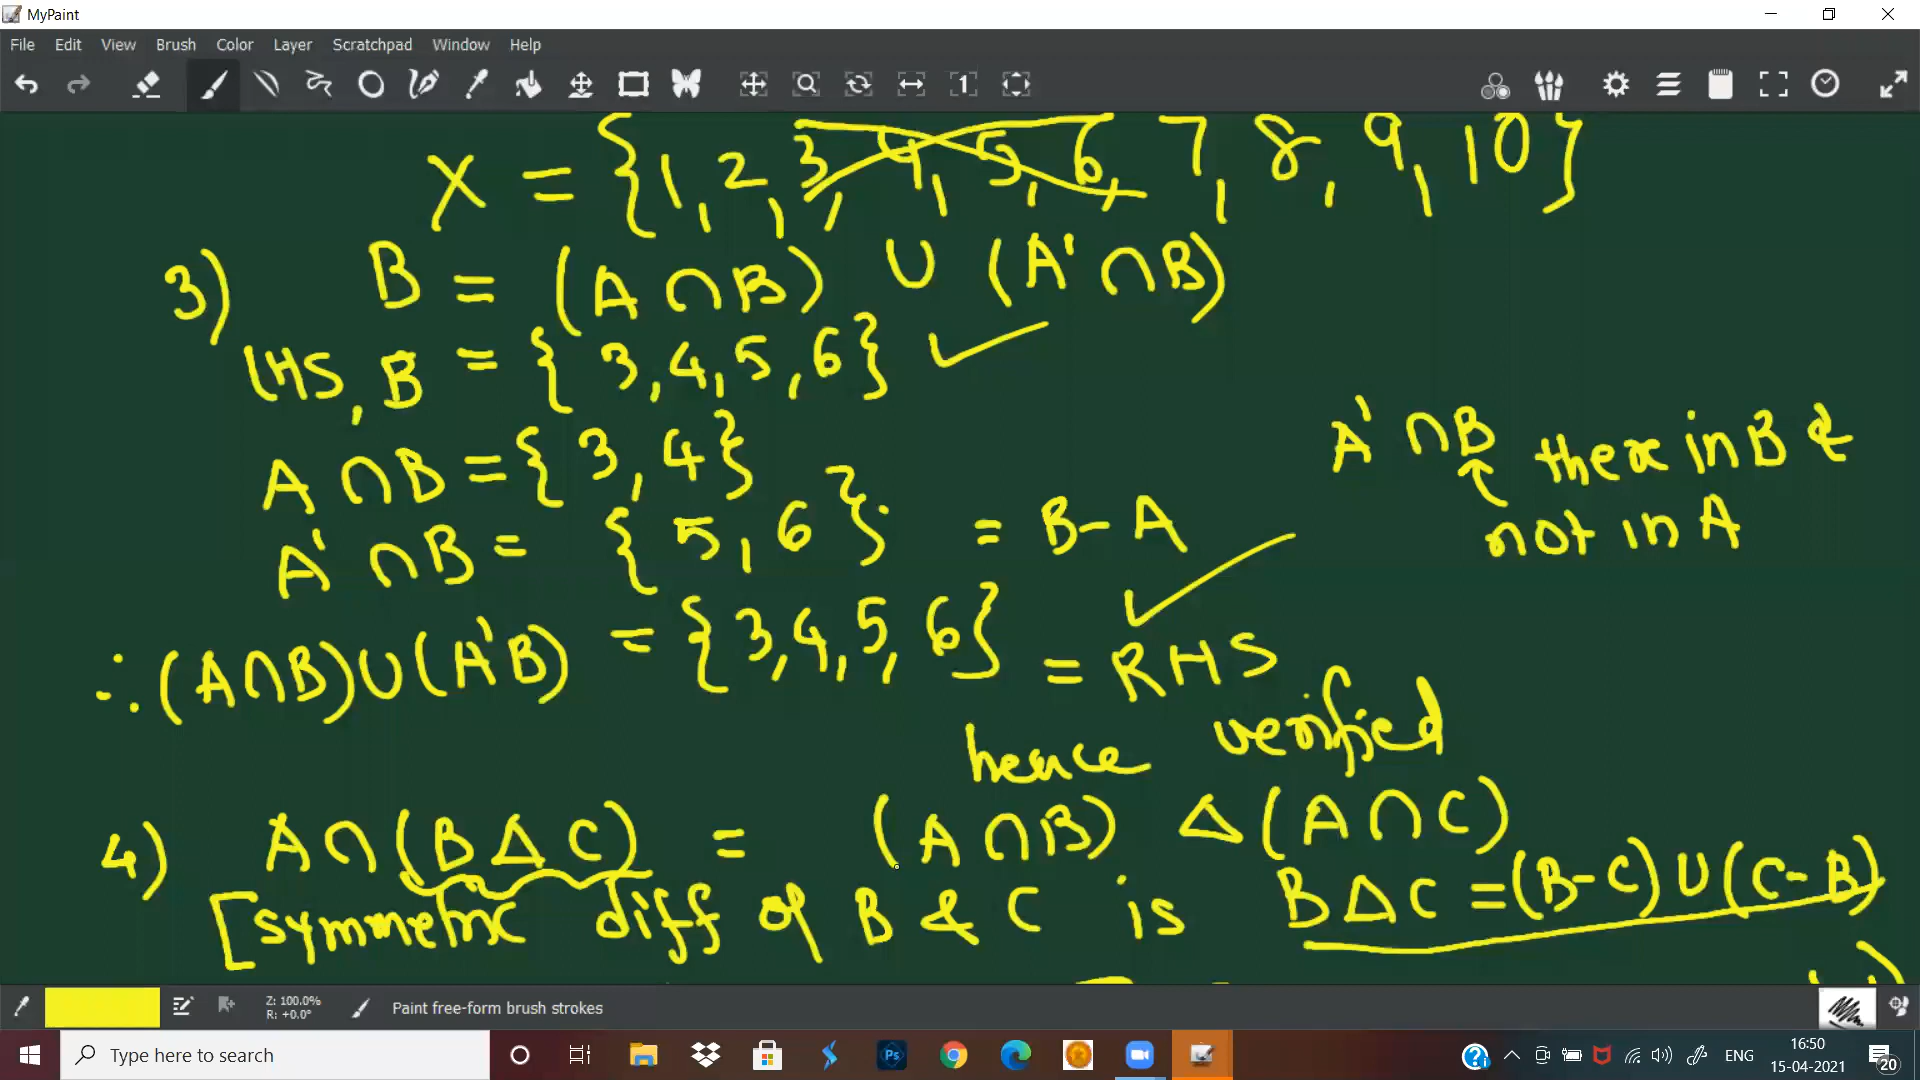 MyPaint
File Edit View Brush Color Layer Scratchpad Window Help
X = {1, 2, 3, 4, 5, 6, 7, 8, 9, 10}
3) B = (A ∩ B) ∪ (A' ∩ B)
LHS, B = {3, 4, 5, 6} ✓
A ∩ B = {3, 4}
A' ∩ B = {5, 6} = B - A
A' ∩ B there in B &
not in A
∴ (A∩B) ∪ (A'B) = {3, 4, 5, 6} = RHS
hence verified
4) A ∩ (B Δ C) = (A ∩ B) Δ (A ∩ C)
[symmetric diff of B & C is B Δ C = (B-C) ∪ (C-B)
Z: 100.0%
R: +0.0°
Paint free-form brush strokes
Type here to search
Ps
ENG
16:50
15-04-2021
20